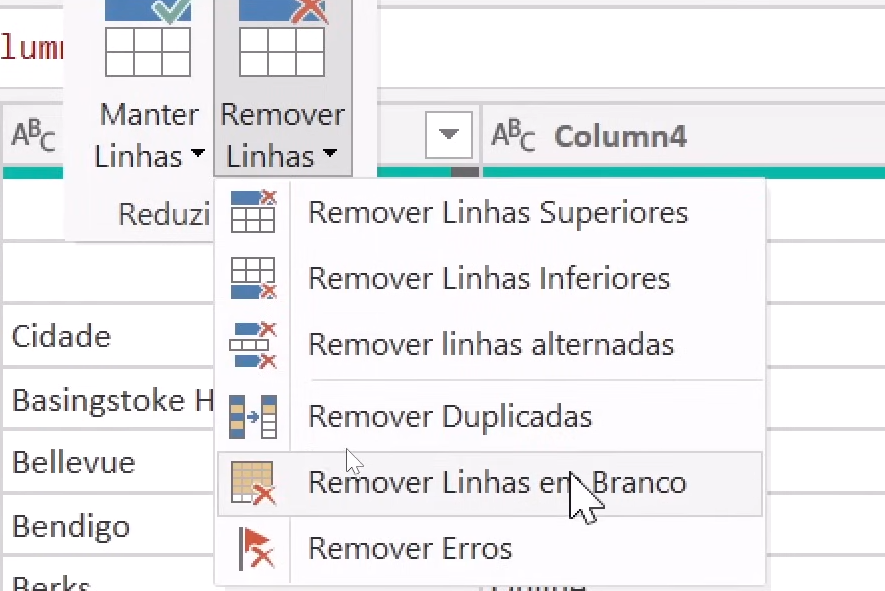 lumn
Manter
Linhas
Remover
Linhas
ABC
ABC Column4
Reduzi
Remover Linhas Superiores
Remover Linhas Inferiores
Remover linhas alternadas
Remover Duplicadas
Remover Linhas em Branco
Remover Erros
Cidade
Basingstoke H
Bellevue
Bendigo
Berks